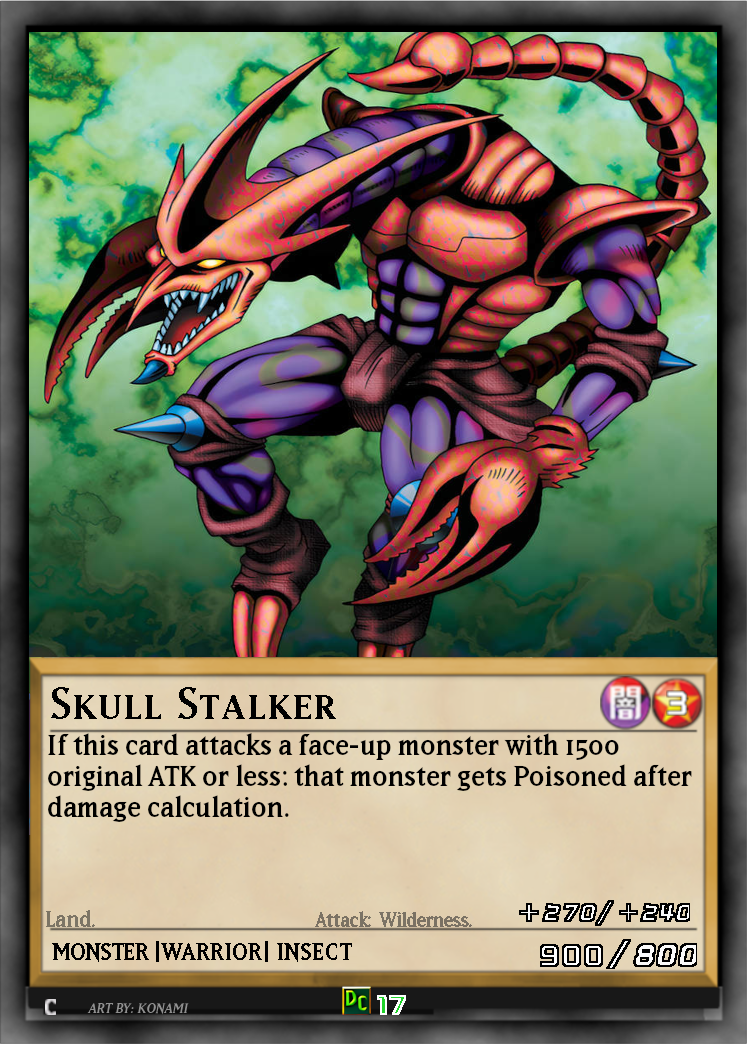 SKULL STALKER 闇 3
If this card attacks a face-up monster with 1500
original ATK or less: that monster gets Poisoned after
damage calculation.
Land. Attack: Wilderness. +270/+240
MONSTER |WARRIOR| INSECT 900/800
C ART BY: KONAMI DC 17